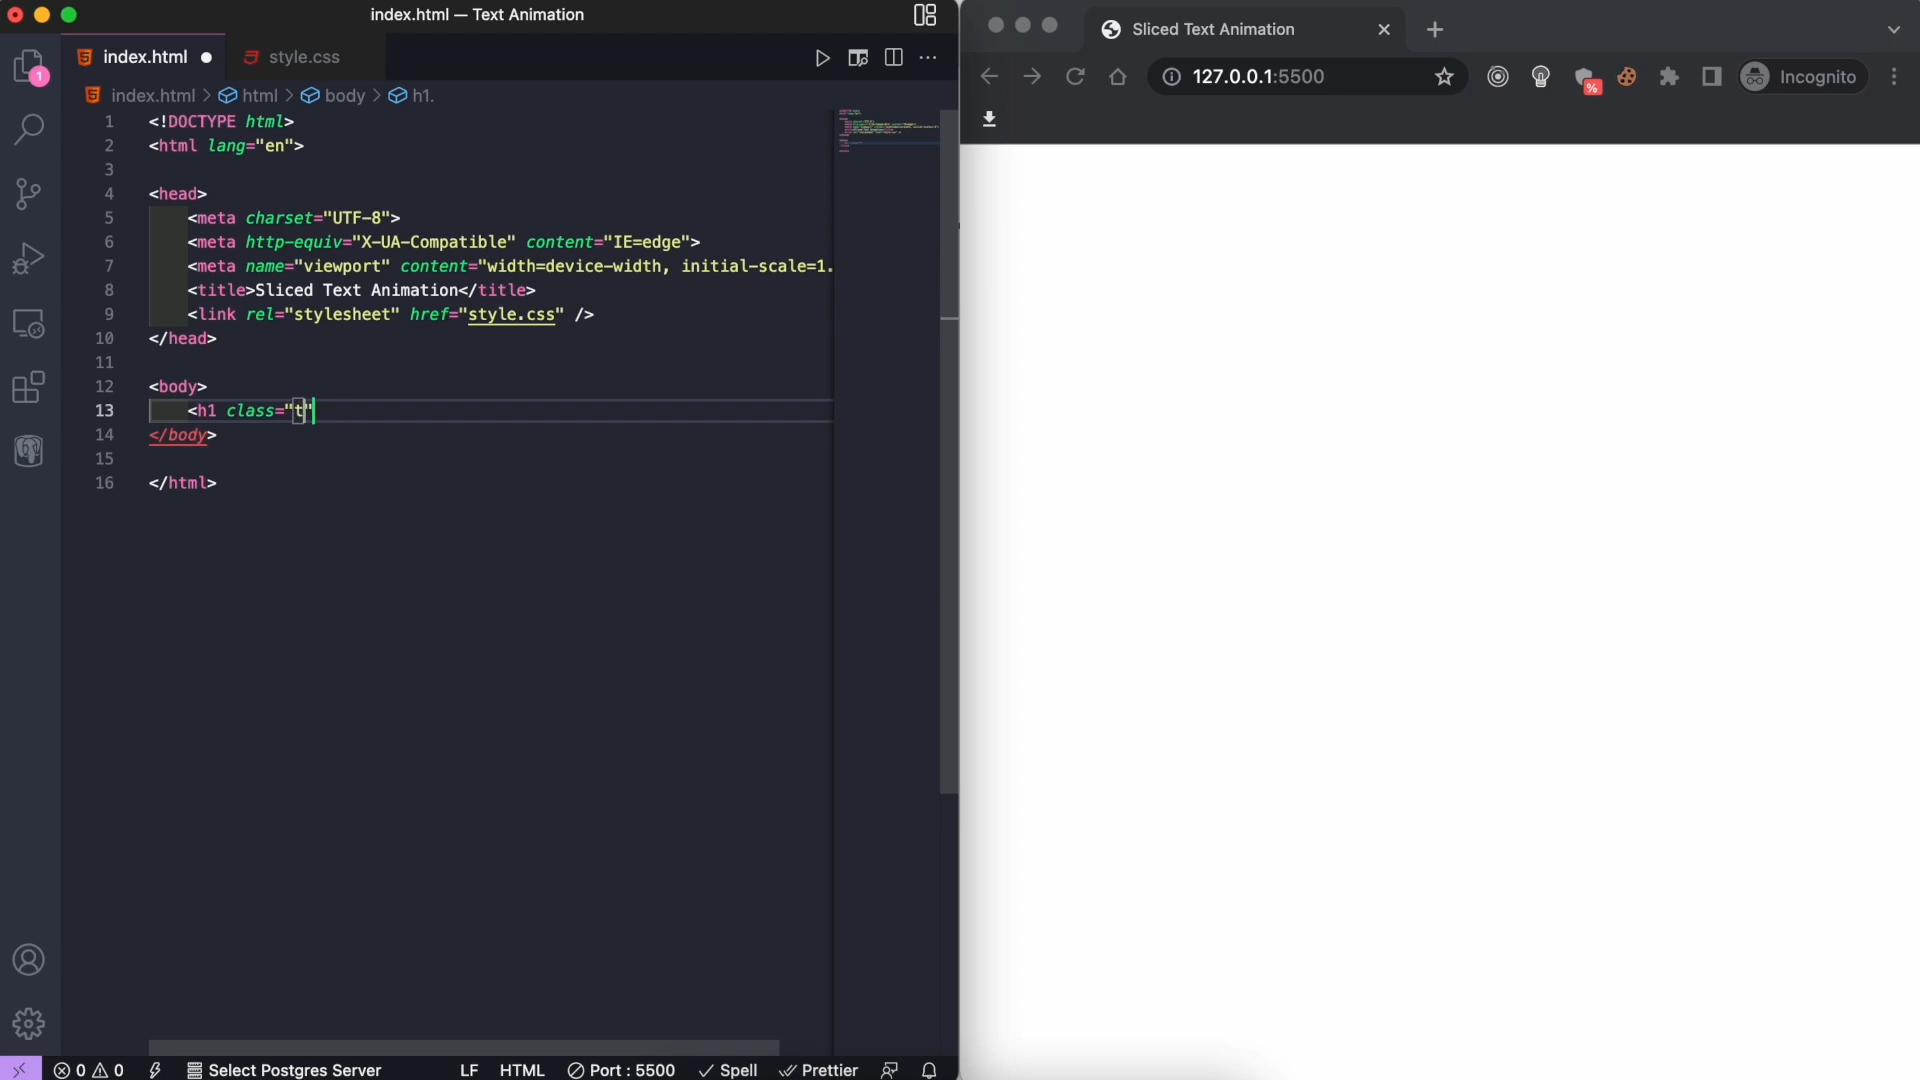 index.html — Text Animation
index.html
style.css
index.html > html > body > h1.
1 <!DOCTYPE html>
2 <html lang="en">
3
4 <head>
5 <meta charset="UTF-8">
6 <meta http-equiv="X-UA-Compatible" content="IE=edge">
7 <meta name="viewport" content="width=device-width, initial-scale=1.
8 <title>Sliced Text Animation</title>
9 <link rel="stylesheet" href="style.css" />
10 </head>
11
12 <body>
13 <h1 class="t"
14 </body>
15
16 </html>
1
0 0
Select Postgres Server
LF
HTML
Port : 5500
Spell
Prettier
Sliced Text Animation
127.0.0.1:5500
%
Incognito